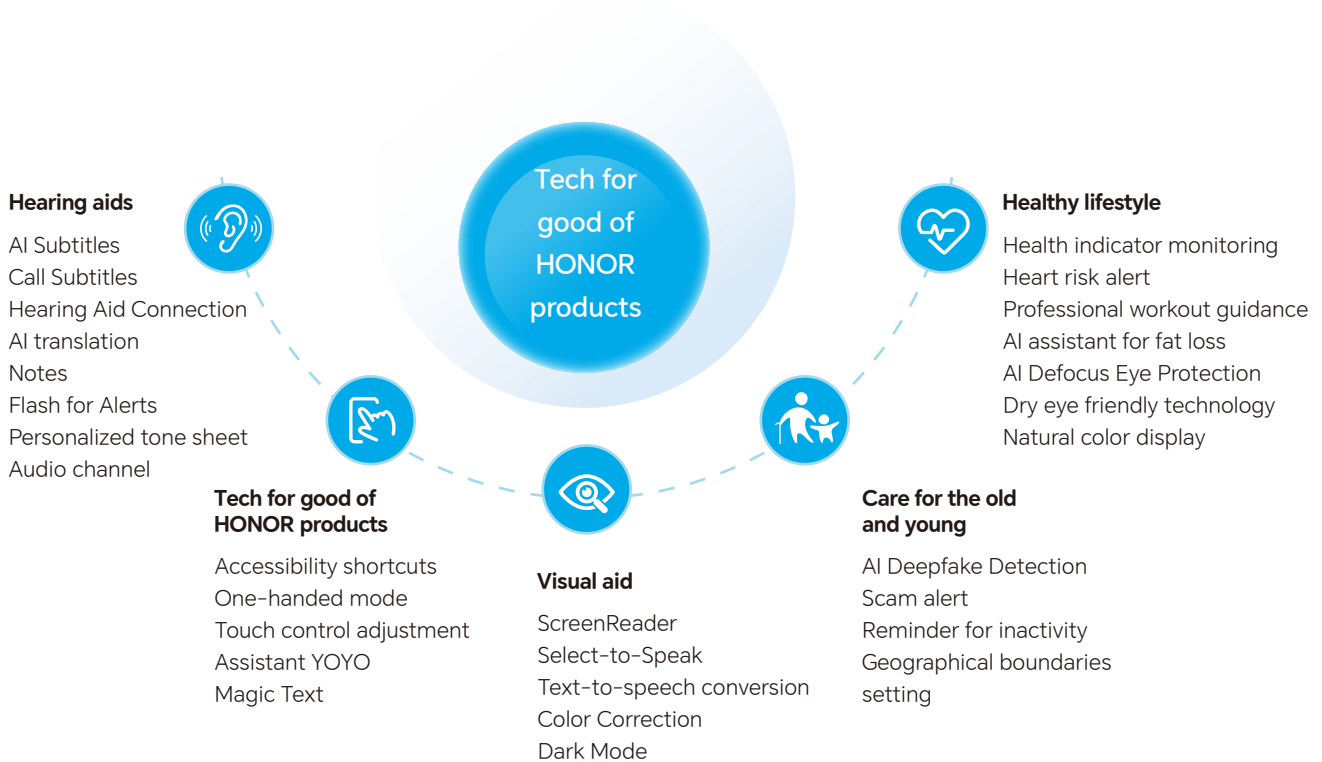 Tech for
good of
HONOR
products
Hearing aids
AI Subtitles
Call Subtitles
Hearing Aid Connection
AI translation
Notes
Flash for Alerts
Personalized tone sheet
Audio channel
Tech for good of
HONOR products
Accessibility shortcuts
One-handed mode
Touch control adjustment
Assistant YOYO
Magic Text
Visual aid
ScreenReader
Select-to-Speak
Text-to-speech conversion
Color Correction
Dark Mode
Care for the old
and young
AI Deepfake Detection
Scam alert
Reminder for inactivity
Geographical boundaries
setting
Healthy lifestyle
Health indicator monitoring
Heart risk alert
Professional workout guidance
AI assistant for fat loss
AI Defocus Eye Protection
Dry eye friendly technology
Natural color display